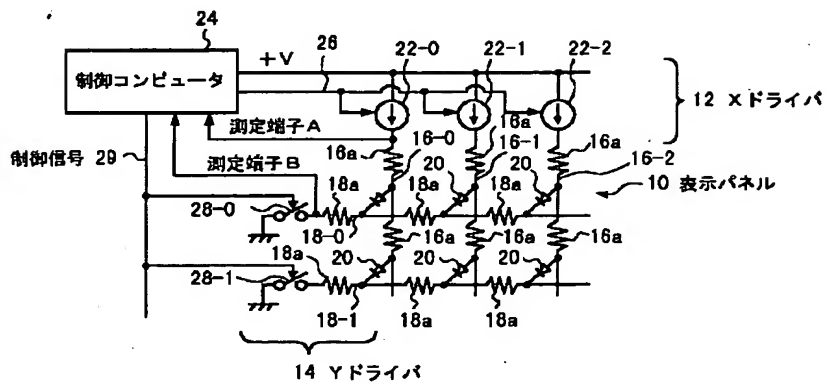 24
+V
26
22-0
22-1
22-2
制御コンピュータ
12 Xドライバ
測定端子A
16a
16-0
16a
16-1
16a
16-2
制御信号 29
測定端子B
20
20
20
10 表示パネル
28-0
18a
18a
18a
18-0
16a
16a
16a
28-1
18a
20
20
20
18-1
18a
18a
14 Yドライバ